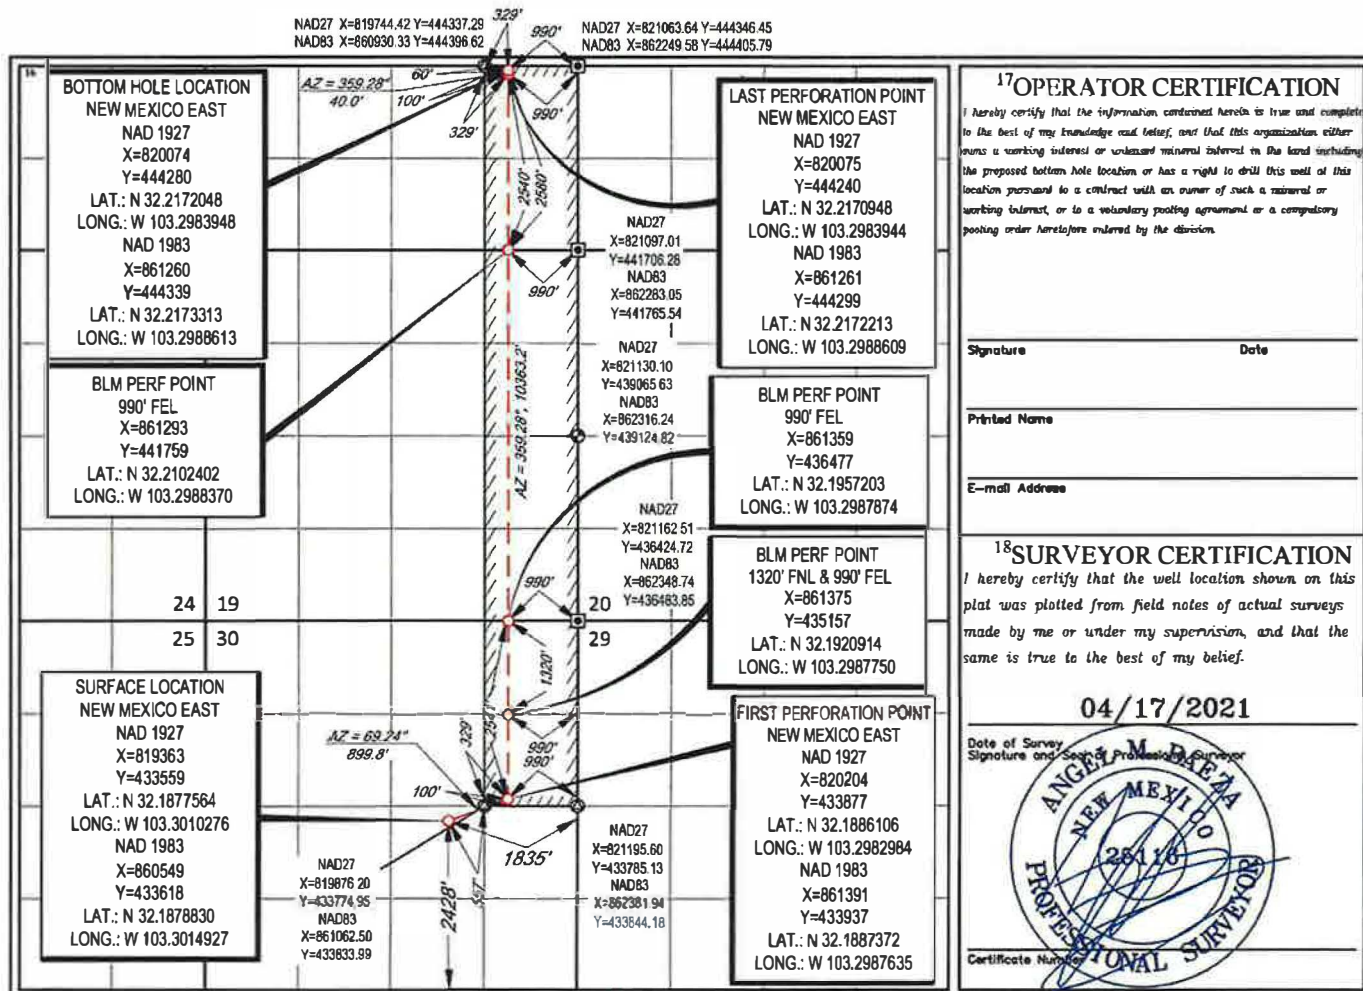 NAD27 X=819744.42 Y=444337.29
NAD83 X=860930.33 Y=444396.62
329'
990'
NAD27 X=821063.64 Y=444346.45
NAD83 X=862249.58 Y=444405.79
16
BOTTOM HOLE LOCATION
NEW MEXICO EAST
NAD 1927
X=820074
Y=444280
LAT.: N 32.2172048
LONG.: W 103.2983948
NAD 1983
X=861260
Y=444339
LAT.: N 32.2173313
LONG.: W 103.2988613
AZ = 359.28°
40.0'
60'
100'
329'
990'
2540'
2580'
LAST PERFORATION POINT
NEW MEXICO EAST
NAD 1927
X=820075
Y=444240
LAT.: N 32.2170948
LONG.: W 103.2983944
NAD 1983
X=861261
Y=444299
LAT.: N 32.2172213
LONG.: W 103.2988609
NAD27
X=821097.01
Y=441706.28
NAD83
X=862283.05
Y=441765.54
990'
BLM PERF POINT
990' FEL
X=861293
Y=441759
LAT.: N 32.2102402
LONG.: W 103.2988370
AZ = 359.28°, 10363.2'
NAD27
X=821130.10
Y=439065.63
NAD83
X=862316.24
Y=439124.82
BLM PERF POINT
990' FEL
X=861359
Y=436477
LAT.: N 32.1957203
LONG.: W 103.2987874
NAD27
X=821162.51
Y=436424.72
NAD83
X=862348.74
Y=436483.85
990'
24 19
25 30
20
29
BLM PERF POINT
1320' FNL & 990' FEL
X=861375
Y=435157
LAT.: N 32.1920914
LONG.: W 103.2987750
1320'
SURFACE LOCATION
NEW MEXICO EAST
NAD 1927
X=819363
Y=433559
LAT.: N 32.1877564
LONG.: W 103.3010276
NAD 1983
X=860549
Y=433618
LAT.: N 32.1878830
LONG.: W 103.3014927
AZ = 69.24°
899.8'
329'
990'
990'
100'
1835'
2428'
NAD27
X=819876.20
Y=433774.95
NAD83
X=861062.50
Y=433833.99
NAD27
X=821195.60
Y=433785.13
NAD83
X=862381.94
Y=433844.18
FIRST PERFORATION POINT
NEW MEXICO EAST
NAD 1927
X=820204
Y=433877
LAT.: N 32.1886106
LONG.: W 103.2982984
NAD 1983
X=861391
Y=433937
LAT.: N 32.1887372
LONG.: W 103.2987635
17 OPERATOR CERTIFICATION
I hereby certify that the information contained herein is true and complete
to the best of my knowledge and belief, and that this organization either
owns a working interest or unleased mineral interest in the land including
the proposed bottom hole location or has a right to drill this well at this
location pursuant to a contract with an owner of such a mineral or
working interest, or to a voluntary pooling agreement or a compulsory
pooling order heretofore entered by the division.
Signature Date
Printed Name
E-mail Address
18 SURVEYOR CERTIFICATION
I hereby certify that the well location shown on this
plat was plotted from field notes of actual surveys
made by me or under my supervision, and that the
same is true to the best of my belief.
04/17/2021
Date of Survey
Signature and Seal of Professional Surveyor
ANGEL M. BAEZA
NEW MEXICO
PROFESSIONAL SURVEYOR
Certificate Number